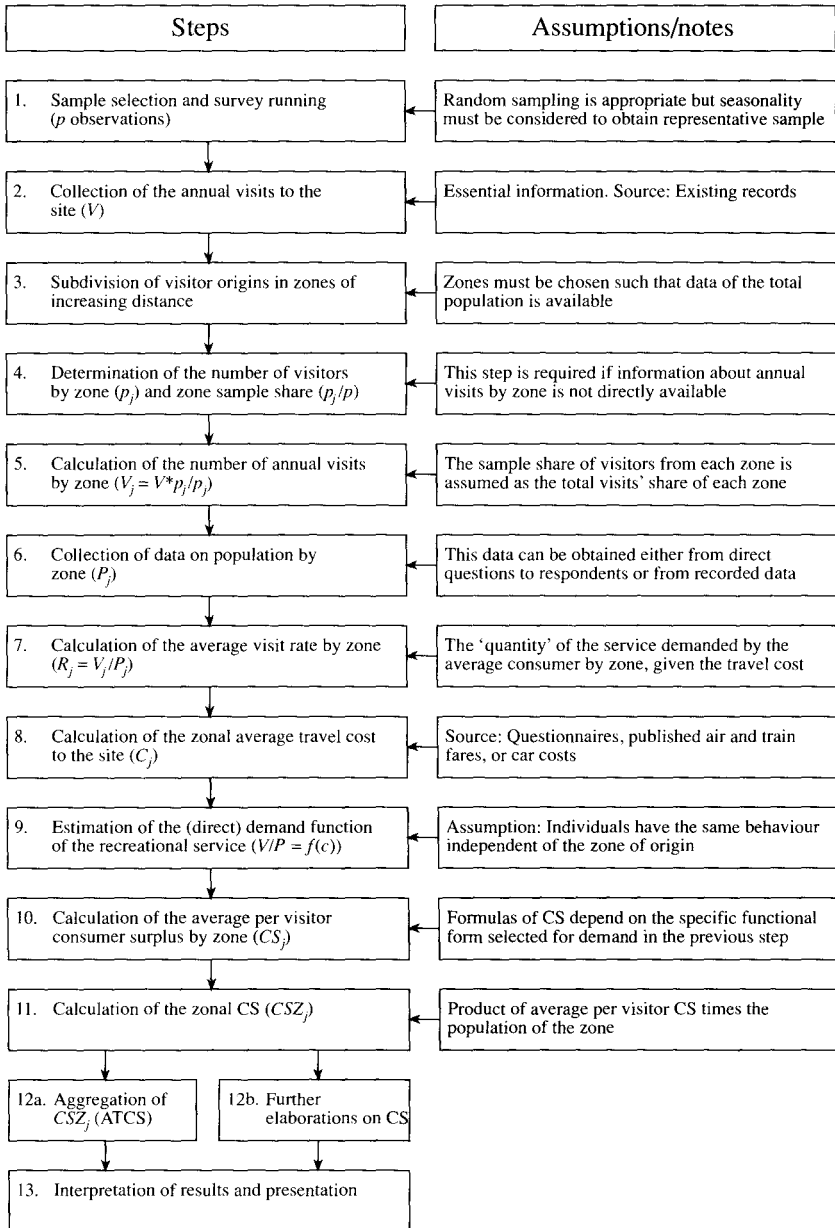 Steps
Assumptions/notes
1. Sample selection and survey running
(p observations)
Random sampling is appropriate but seasonality
must be considered to obtain representative sample
2. Collection of the annual visits to the
site (V)
Essential information. Source: Existing records
3. Subdivision of visitor origins in zones of
increasing distance
Zones must be chosen such that data of the total
population is available
4. Determination of the number of visitors
by zone (p_j) and zone sample share (p_j/p)
This step is required if information about annual
visits by zone is not directly available
5. Calculation of the number of annual visits
by zone (V_j = V*p_j/p_j)
The sample share of visitors from each zone is
assumed as the total visits' share of each zone
6. Collection of data on population by
zone (P_j)
This data can be obtained either from direct
questions to respondents or from recorded data
7. Calculation of the average visit rate by zone
(R_j = V_j/P_j)
The 'quantity' of the service demanded by the
average consumer by zone, given the travel cost
8. Calculation of the zonal average travel cost
to the site (C_j)
Source: Questionnaires, published air and train
fares, or car costs
9. Estimation of the (direct) demand function
of the recreational service (V/P = f(c))
Assumption: Individuals have the same behaviour
independent of the zone of origin
10. Calculation of the average per visitor
consumer surplus by zone (CS_j)
Formulas of CS depend on the specific functional
form selected for demand in the previous step
11. Calculation of the zonal CS (CSZ_j)
Product of average per visitor CS times the
population of the zone
12a. Aggregation of
CSZ_j (ATCS)
12b. Further
elaborations on CS
13. Interpretation of results and presentation